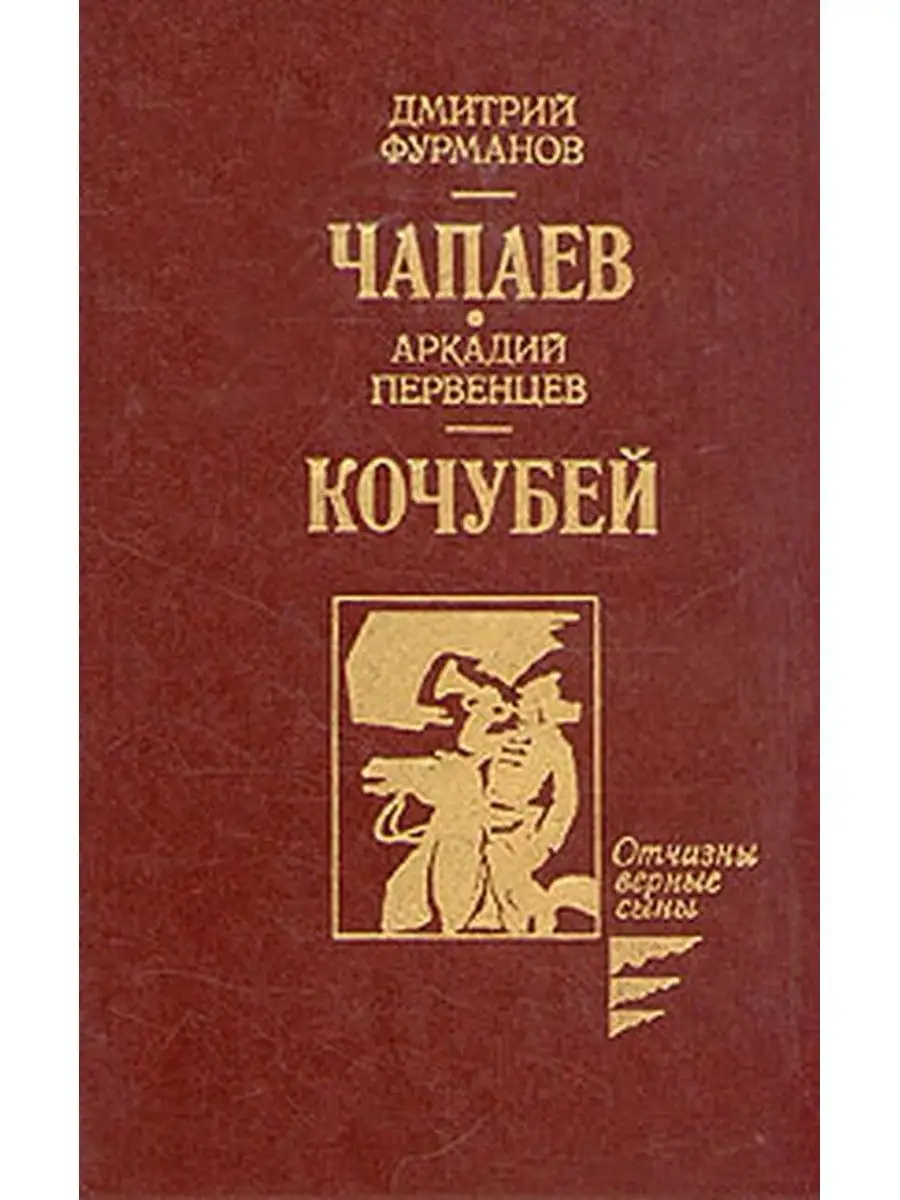 ДМИТРИЙ
ФУРМАНОВ
ЧАПАЕВ
АРКАДИЙ
ПЕРВЕНЦЕВ
КОЧУБЕЙ
Отчизны
верные
сыны